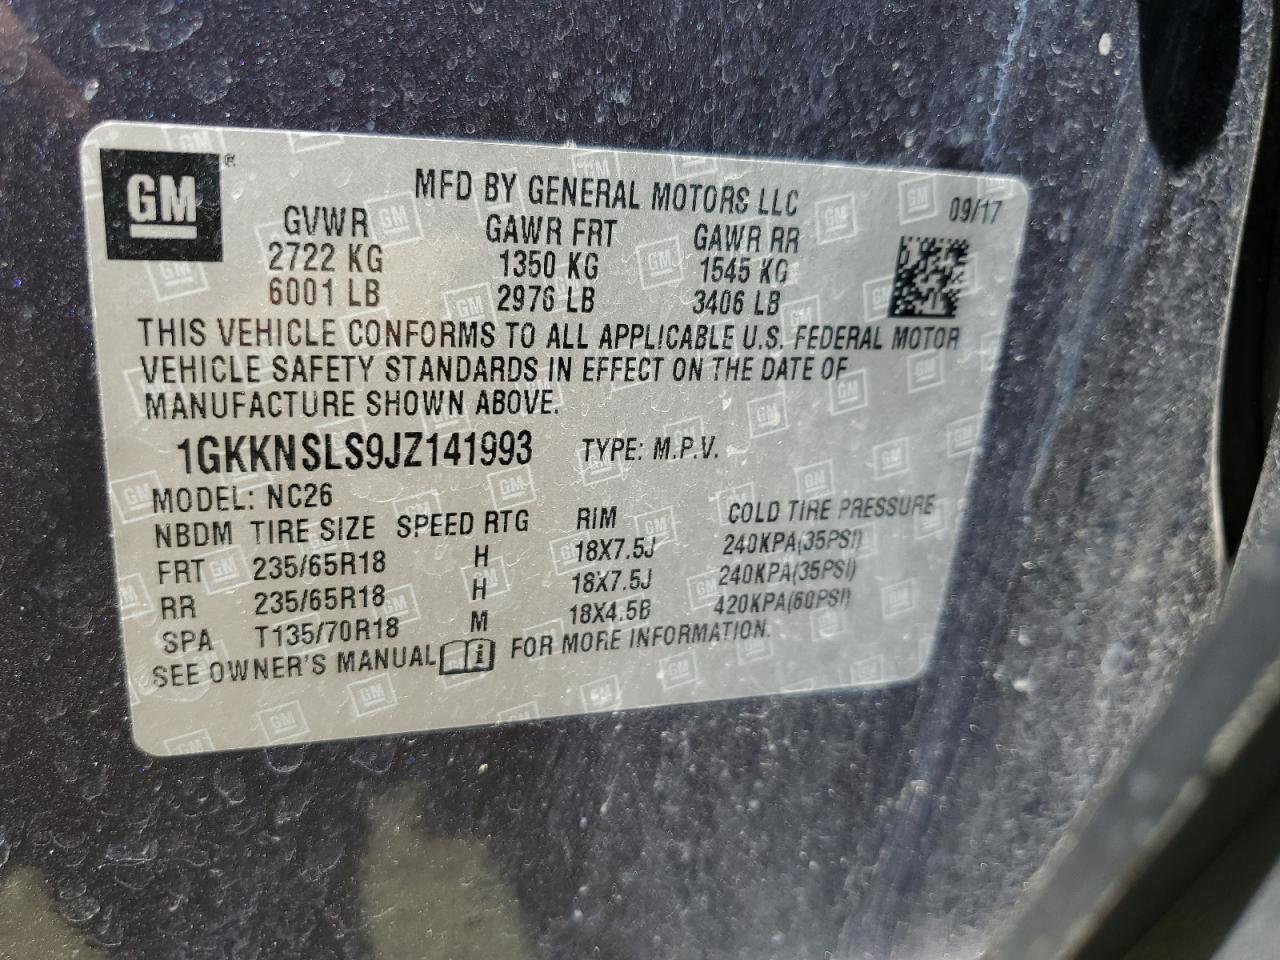 GM ®
MFD BY GENERAL MOTORS LLC 09/17
GVWR GAWR FRT GAWR RR
2722 KG 1350 KG 1545 KG
6001 LB 2976 LB 3406 LB
THIS VEHICLE CONFORMS TO ALL APPLICABLE U.S. FEDERAL MOTOR
VEHICLE SAFETY STANDARDS IN EFFECT ON THE DATE OF
MANUFACTURE SHOWN ABOVE.
1GKKNSLS9JZ141993 TYPE: M.P.V.
MODEL: NC26
NBDM TIRE SIZE SPEED RTG RIM COLD TIRE PRESSURE
FRT 235/65R18 H 18X7.5J 240KPA(35PSI)
RR 235/65R18 H 18X7.5J 240KPA(35PSI)
SPA T135/70R18 M 18X4.5B 420KPA(60PSI)
SEE OWNER'S MANUAL i FOR MORE INFORMATION.